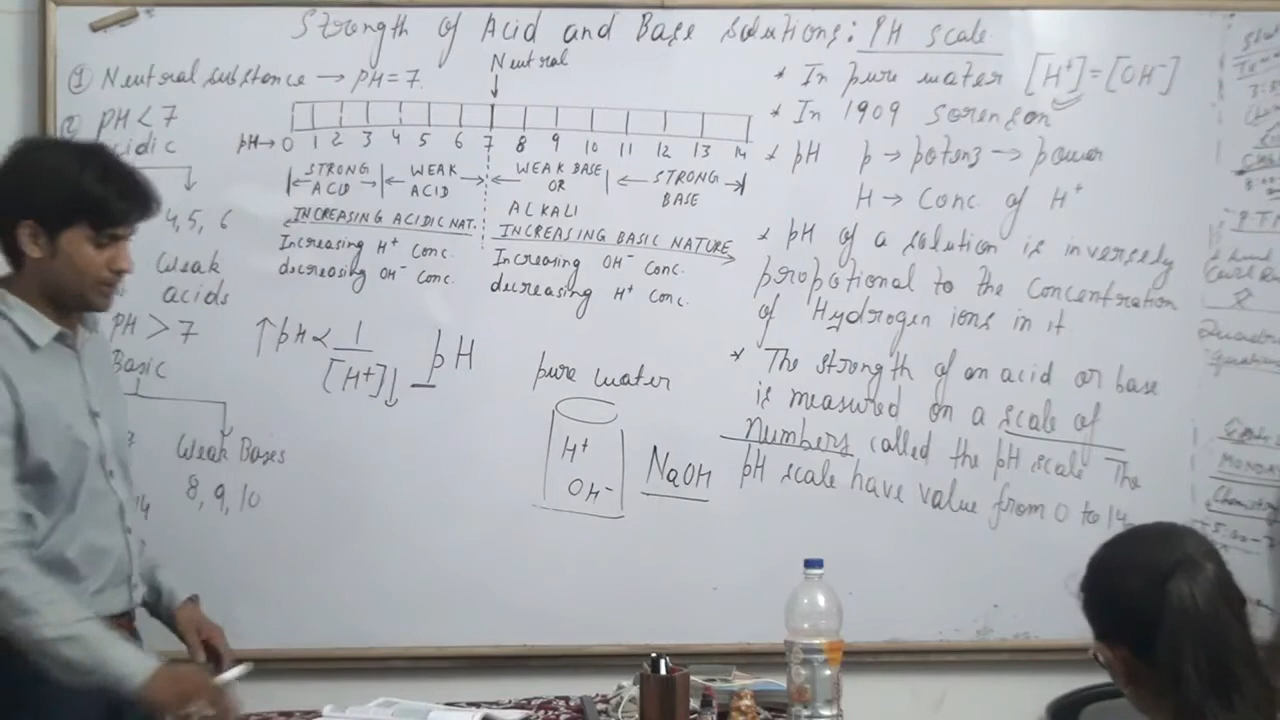 Strength of Acid and Base solutions: PH scale
① Neutral substance → pH = 7.
PH < 7
4, 5, 6
Weak
acids
PH > 7
Basic
Weak Bases
8, 9, 10
14
Neutral
pH→ 0 1 2 3 4 5 6 7 8 9 10 11 12 13 14
STRONG ACID
WEAK ACID
WEAK BASE OR ALKALI
STRONG BASE
INCREASING ACIDIC NAT.
Increasing H⁺ Conc.
decreasing OH⁻ Conc.
INCREASING BASIC NATURE
Increasing OH⁻ Conc.
decreasing H⁺ Conc.
↑ pH ∝ 1/[H⁺] ↓
pH
pure water
H⁺
OH⁻
NaOH
* In pure water [H⁺] = [OH⁻]
* In 1909 Sorenson
* pH p → potenz → power
H → Conc. of H⁺
* pH of a solution is inversely
propotional to the concentration
of Hydrogen ions in it
* The strength of an acid or base
is measured on a scale of
numbers called the pH scale. The
pH scale have value from 0 to 14
MONDA
Chemistry